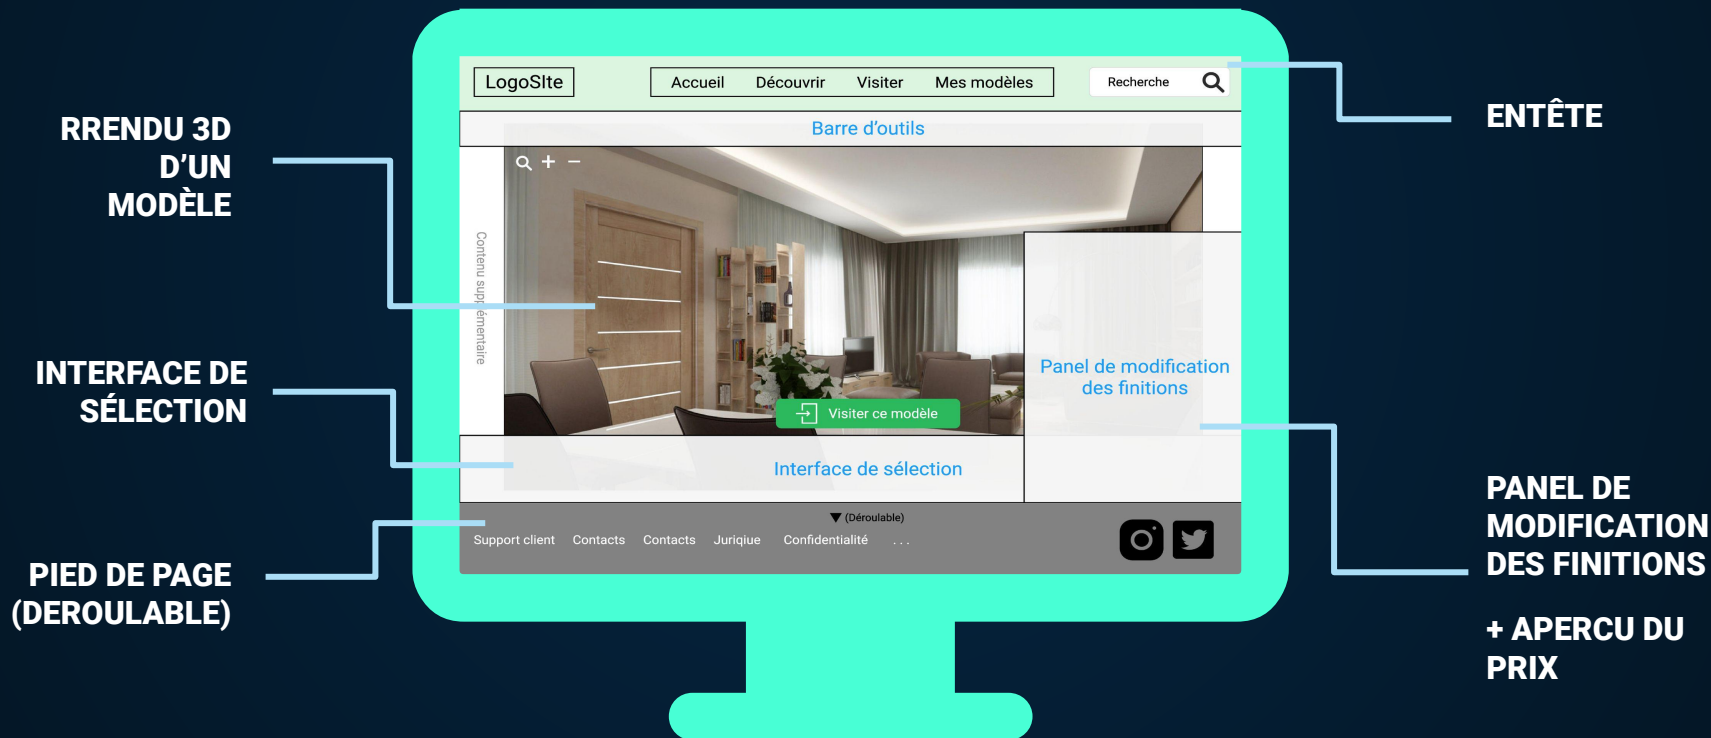 LogoSIte
Accueil Découvrir Visiter Mes modèles
Recherche
Barre d'outils
Contenu supplémentaire
Panel de modification
des finitions
Visiter ce modèle
Interface de sélection
▼ (Déroulable)
Support client Contacts Contacts Juriqiue Confidentialité ...
RRENDU 3D
D’UN
MODÈLE
INTERFACE DE
SÉLECTION
PIED DE PAGE
(DEROULABLE)
ENTÊTE
PANEL DE
MODIFICATION
DES FINITIONS
+ APERCU DU
PRIX